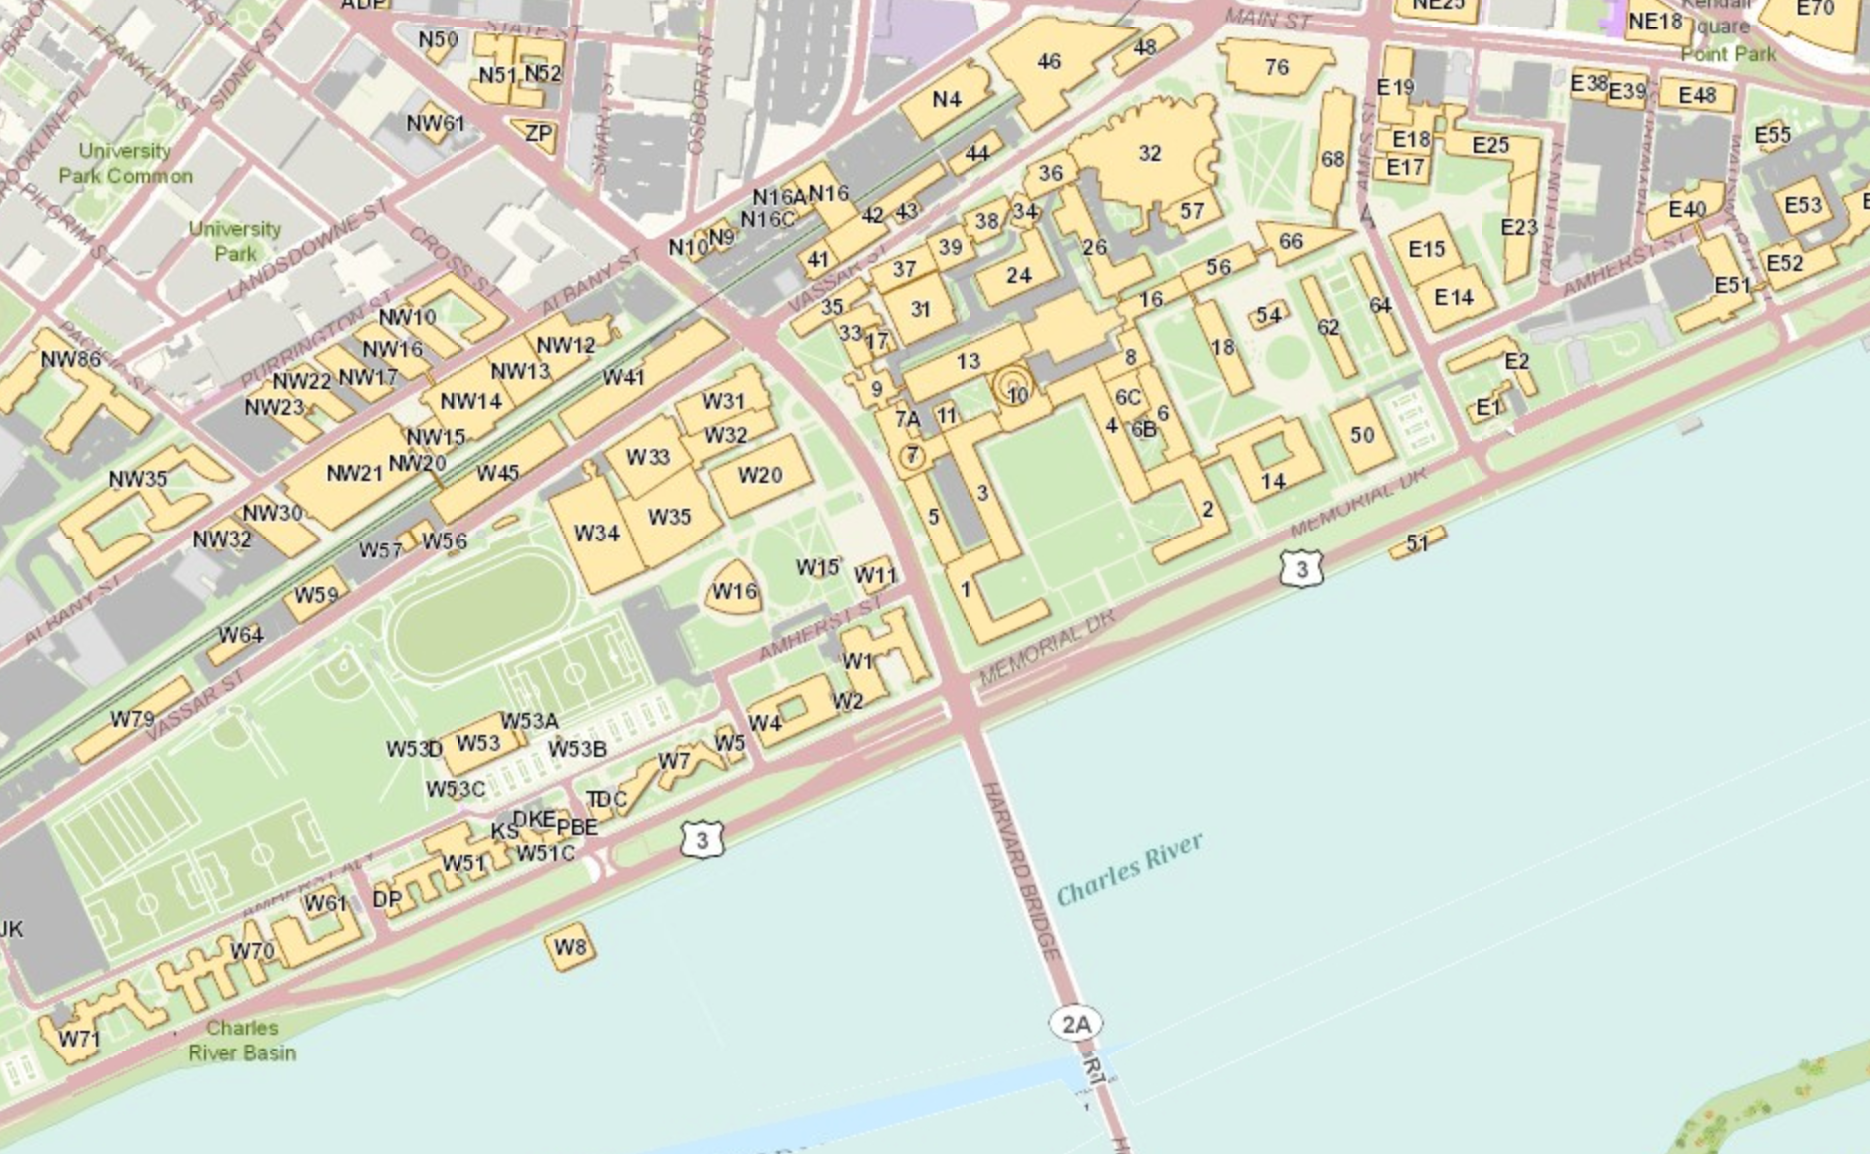 ADP
STATE ST
MAIN ST
NE25
Kendall
Square
NE18
E70
Point Park
BROOKLINE PL
FRANKLIN ST
SIDNEY ST
N50
N51
N52
SMART ST
OSBORN ST
46
48
76
N4
E19
E38
E39
E48
NW61
ZP
University
Park Common
44
32
68
AMES ST
E18
E25
E17
E55
CARLETON ST
HAYWARD ST
WADSWORTH ST
PILGRIM ST
University
Park
LANDSDOWNE ST
CROSS ST
N16A
N16
N16C
N10
N9
42
43
41
36
38
34
57
39
26
66
E15
E23
E40
E53
E52
AMHERST ST
ALBANY ST
VASSAR ST
37
24
56
16
E14
E51
PACIFIC ST
PURRINGTON ST
NW10
NW16
NW12
NW13
NW17
NW22
NW23
NW14
W41
35
33
17
31
54
64
62
18
8
13
10
9
E2
E1
NW86
NW15
NW20
NW21
W45
W31
W32
W33
W20
7A
11
7
6C
6
6B
4
50
NW35
NW30
NW32
W57
W56
W34
W35
5
3
2
14
MEMORIAL DR
51
3
W59
W64
W15
W11
W16
1
ALBANY ST
AMHERST ST
MEMORIAL DR
W1
W2
W4
W79
VASSAR ST
W53A
W53D
W53
W53B
W53C
W5
W7
TDC
DKE
KS
PBE
W51C
W51
3
HARVARD BRIDGE
Charles River
AMHERST ALY
DP
W61
JK
W70
W8
W71
Charles
River Basin
2A